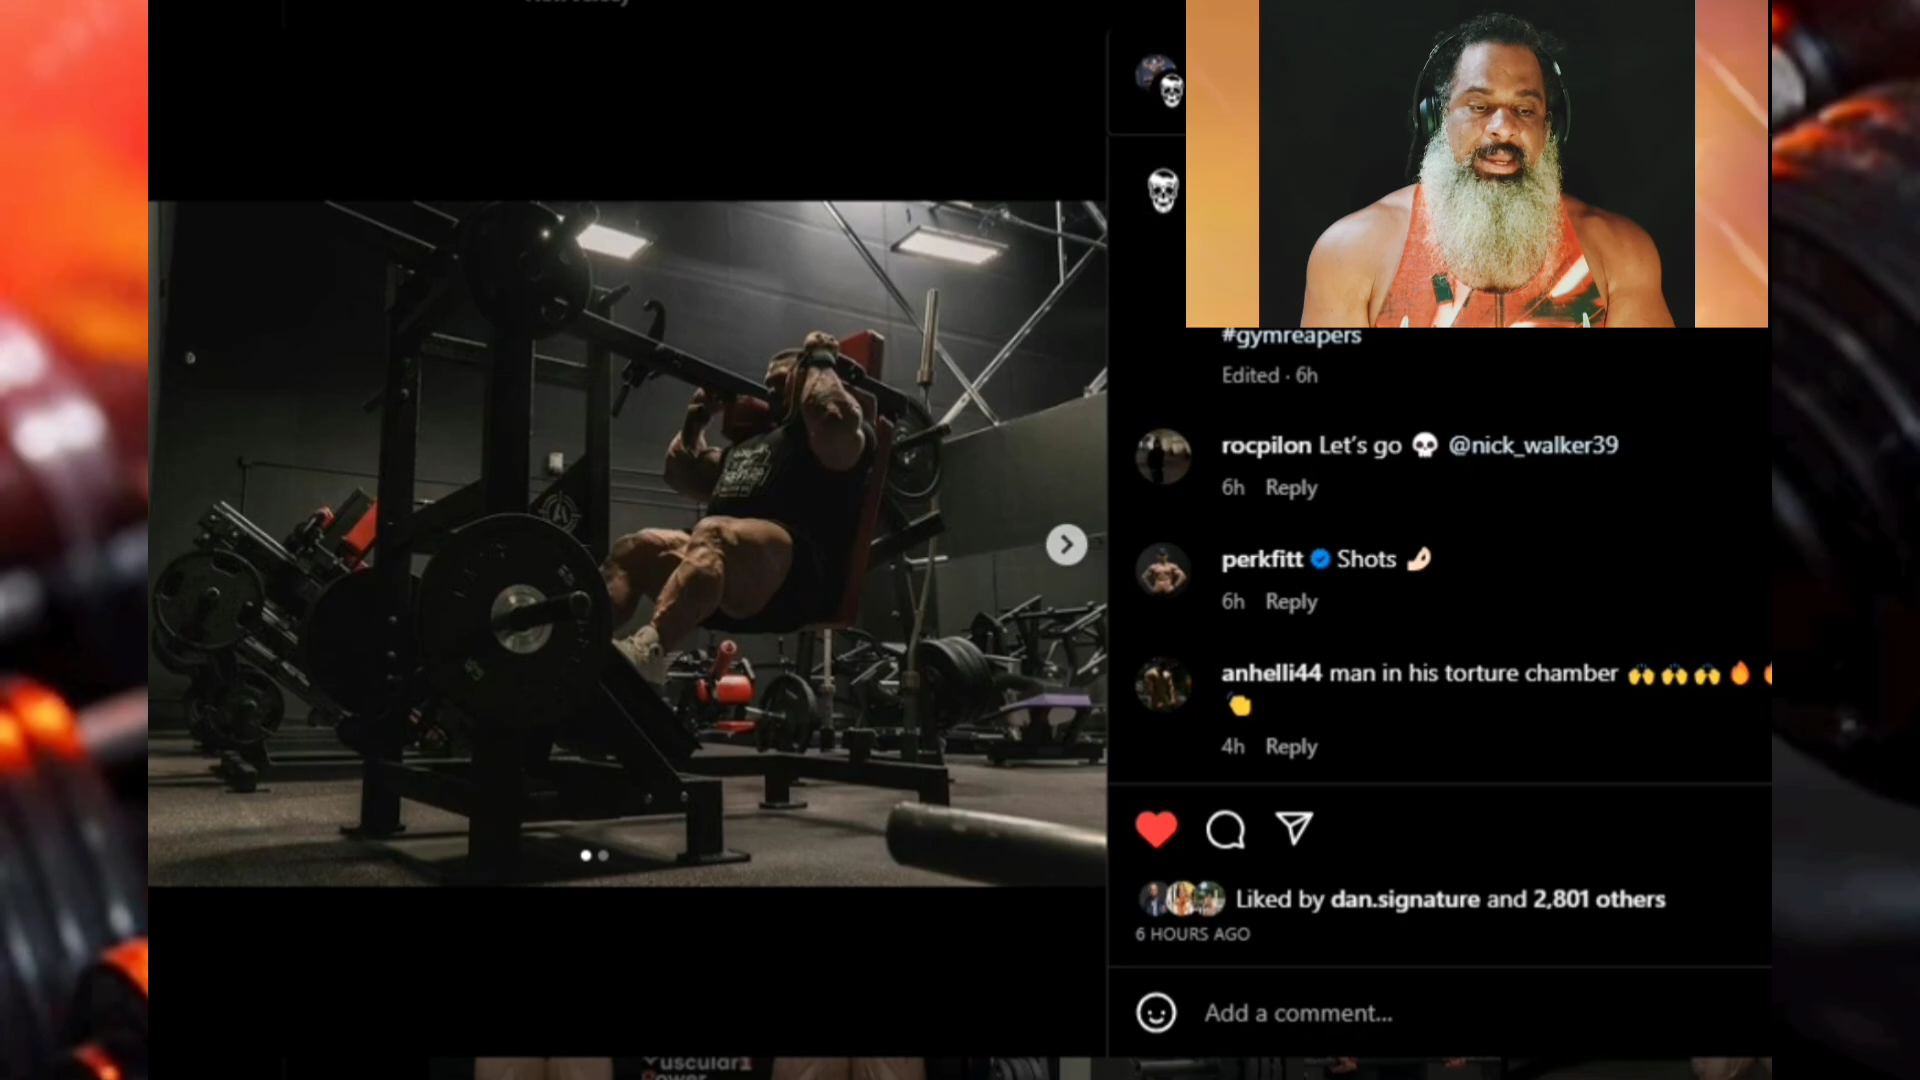 #gymreapers
Edited · 6h
rocpilon Let's go 💀 @nick_walker39
6h Reply
perkfitt Shots 🤌🏻
6h Reply
anhelli44 man in his torture chamber 🙌🙌🙌🔥
👏
4h Reply
Liked by dan.signature and 2,801 others
6 HOURS AGO
Add a comment...